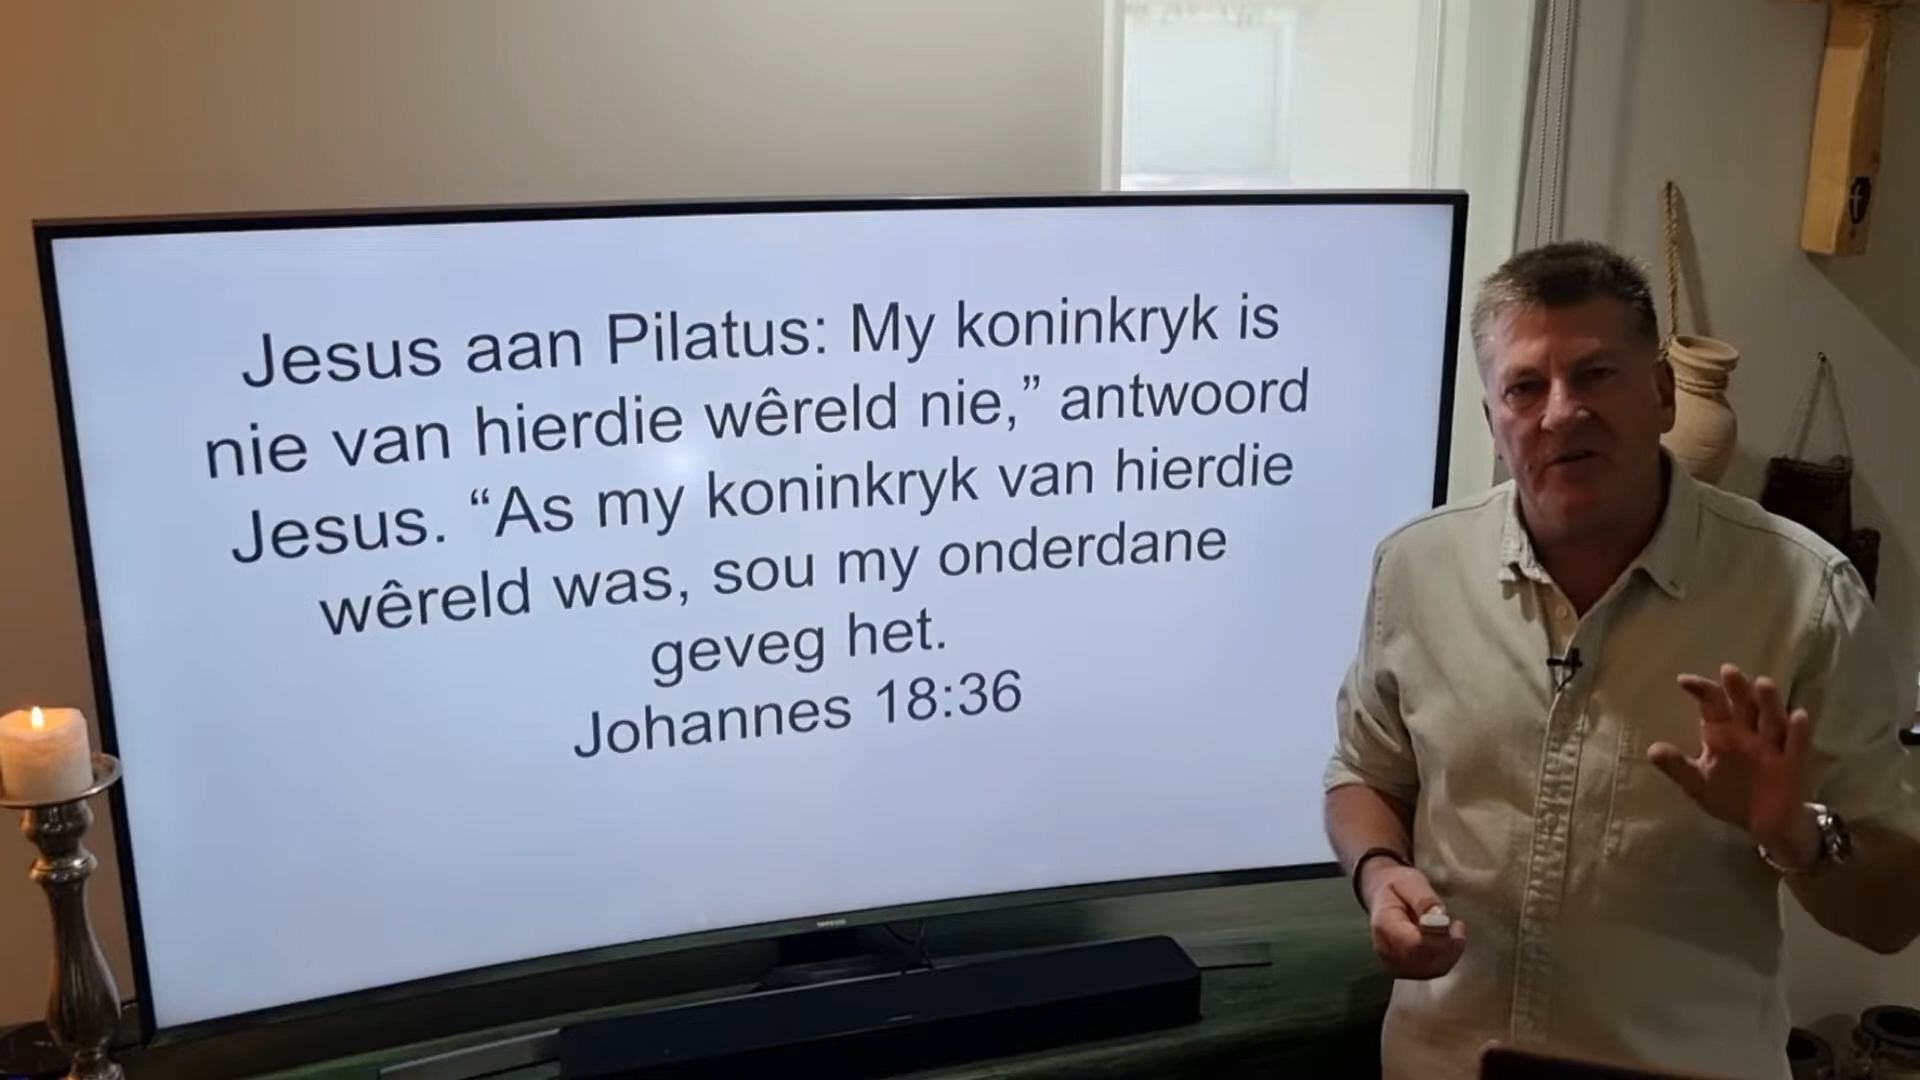 Jesus aan Pilatus: My koninkryk is
nie van hierdie wêreld nie,” antwoord
Jesus. “As my koninkryk van hierdie
wêreld was, sou my onderdane
geveg het.
Johannes 18:36